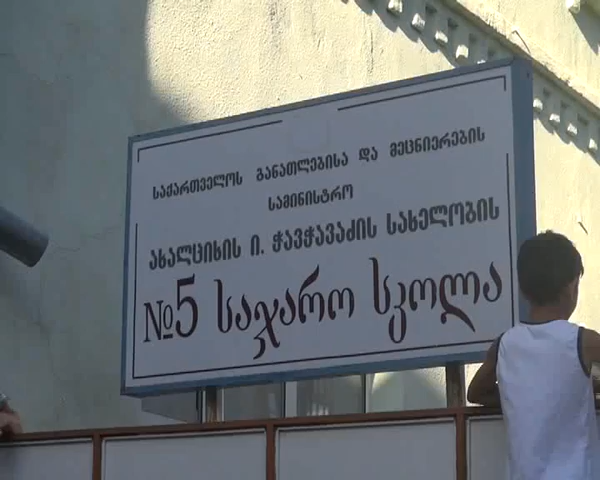 საქართველოს განათლებისა და მეცნიერების
სამინისტრო
ახალციხის ი. ჭავჭავაძის სახელობის
№5 საჯარო სკოლა